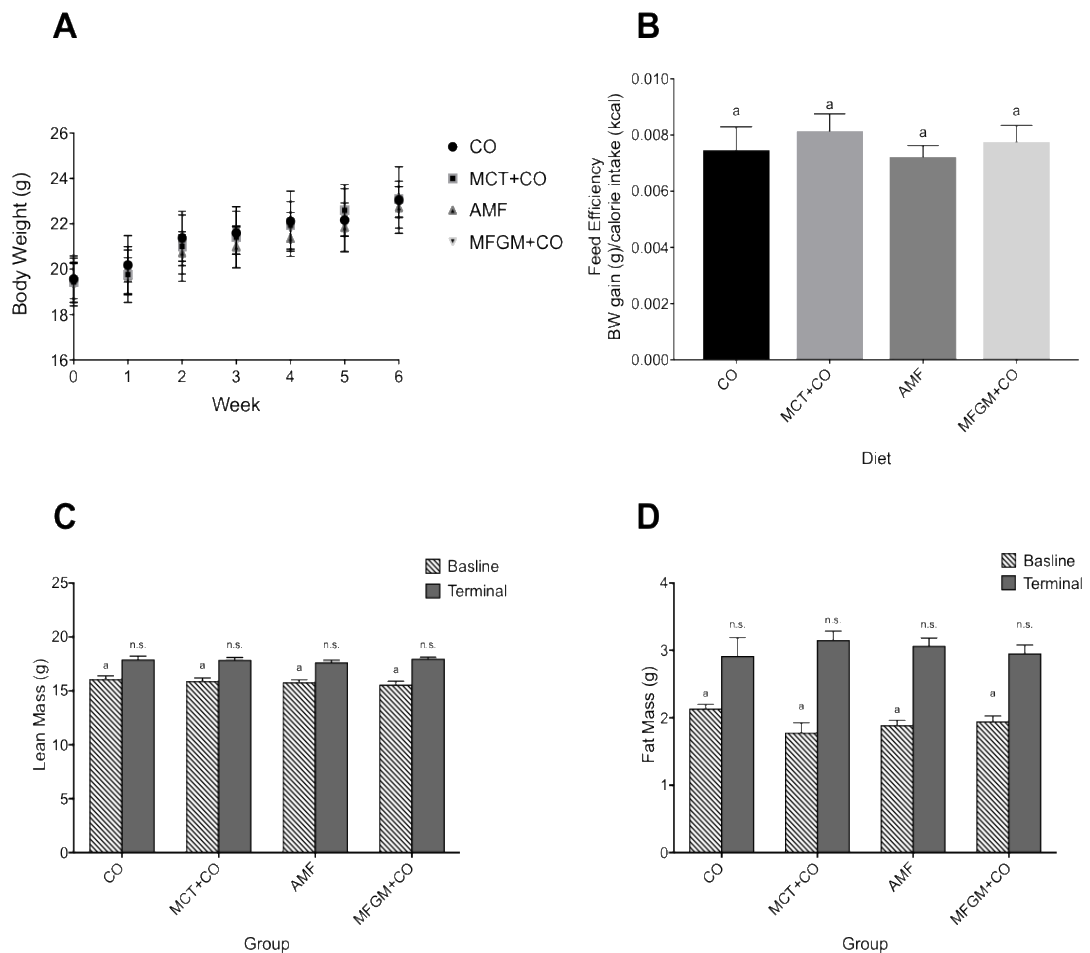 A
26
24
22
20
18
16
Body Weight (g)
0 1 2 3 4 5 6
Week
CO
MCT+CO
AMF
MFGM+CO
B
0.010
0.008
0.006
0.004
0.002
0.000
Feed Efficiency
BW gain (g)/calorie intake (kcal)
a a a a
CO MCT+CO AMF MFGM+CO
Diet
C
Basline
Terminal
25
20
15
10
5
0
Lean Mass (g)
a n.s. a n.s. a n.s. a n.s.
CO MCT+CO AMF MFGM+CO
Group
D
Basline
Terminal
4
3
2
1
0
Fat Mass (g)
a n.s. a n.s. a n.s. a n.s.
CO MCT+CO AMF MFGM+CO
Group